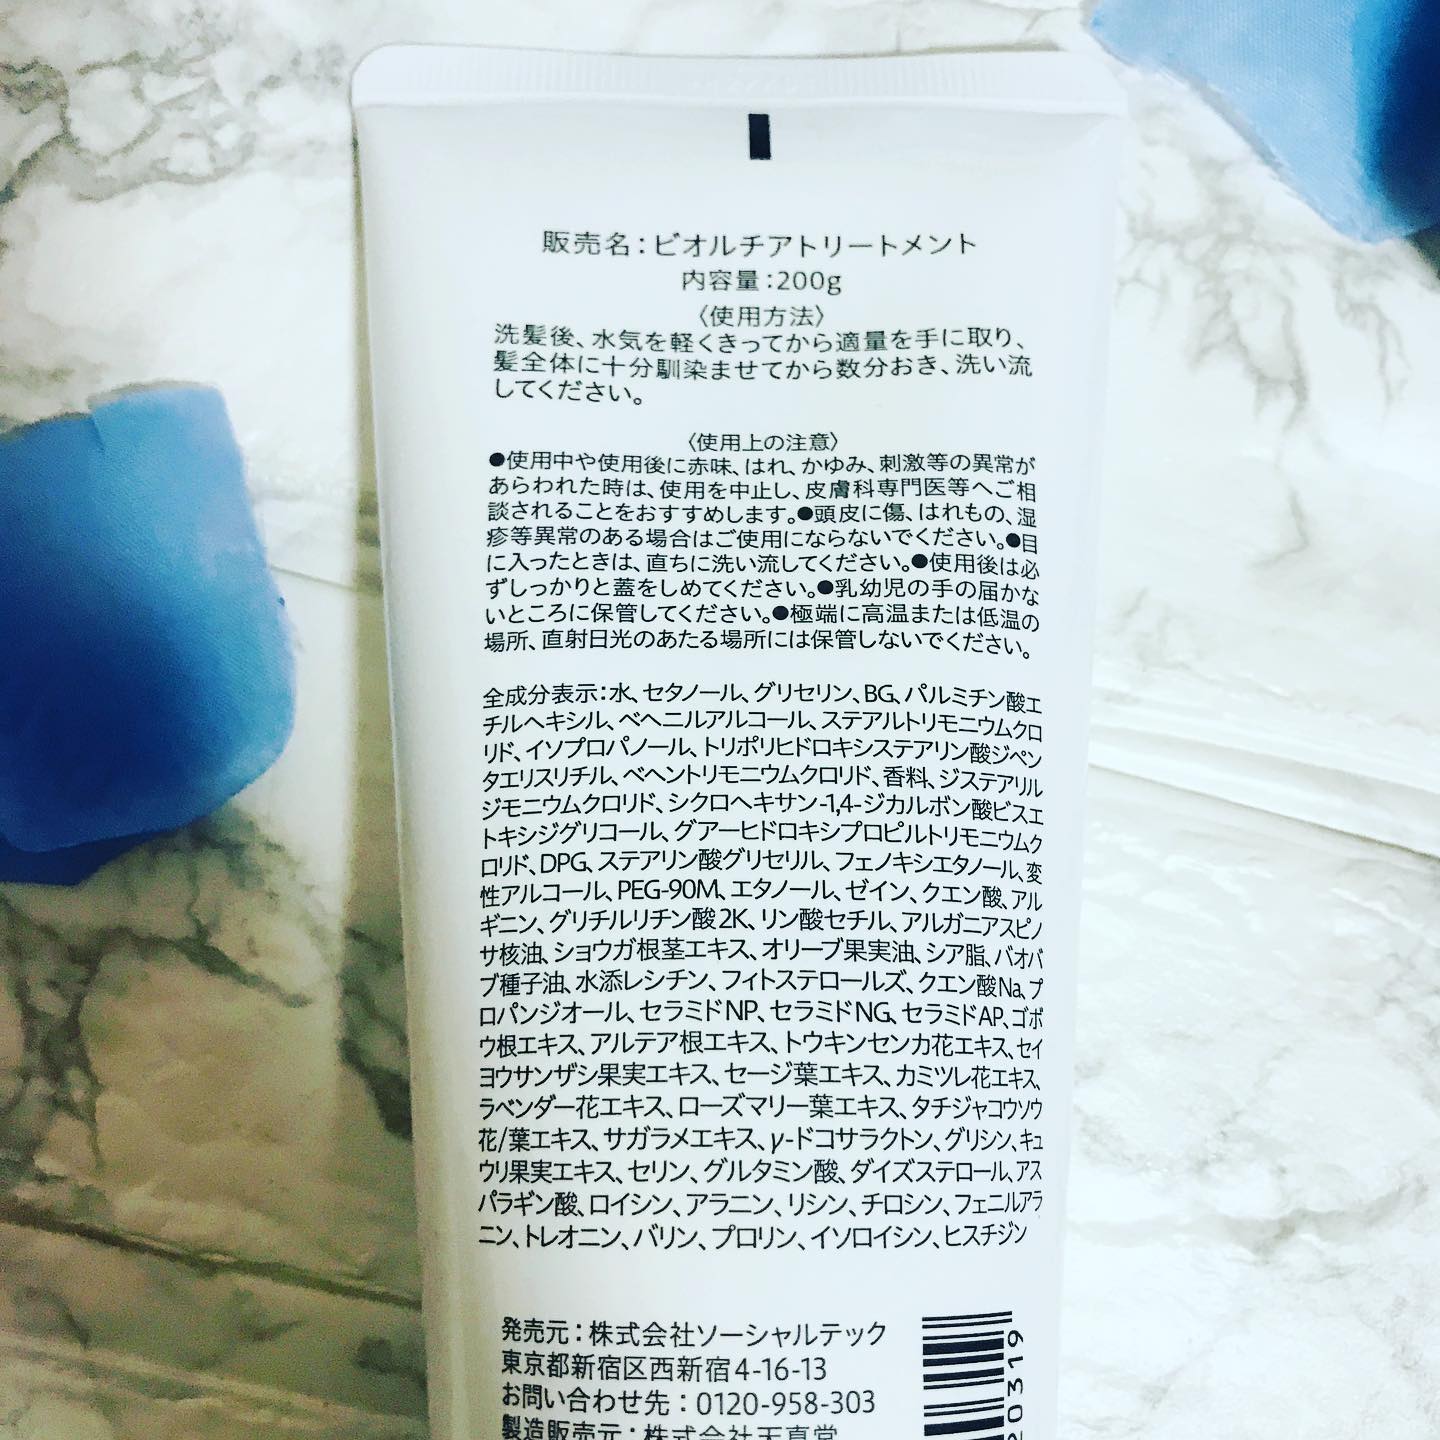 販売名：ビオルチアトリートメント
内容量：200g
〈使用方法〉
洗髪後、水気を軽くきってから適量を手に取り、
髪全体に十分馴染ませてから数分おき、洗い流
してください。
〈使用上の注意〉
●使用中や使用後に赤味、はれ、かゆみ、刺激等の異常が
あらわれた時は、使用を中止し、皮膚科専門医等へご相
談されることをおすすめします。●頭皮に傷、はれもの、湿
疹等異常のある場合はご使用にならないでください。●目
に入ったときは、直ちに洗い流してください。●使用後は必
ずしっかりと蓋をしめてください。●乳幼児の手の届かな
いところに保管してください。●極端に高温または低温の
場所、直射日光のあたる場所には保管しないでください。
全成分表示：水、セタノール、グリセリン、BG、パルミチン酸エ
チルヘキシル、ベヘニルアルコール、ステアルトリモニウムクロ
リド、イソプロパノール、トリポリヒドロキシステアリン酸ジペン
タエリスリチル、ベヘントリモニウムクロリド、香料、ジステアリル
ジモニウムクロリド、シクロヘキサン-1,4-ジカルボン酸ビスエ
トキシジグリコール、グアーヒドロキシプロピルトリモニウムク
ロリド、DPG、ステアリン酸グリセリル、フェノキシエタノール、変
性アルコール、PEG-90M、エタノール、ゼイン、クエン酸、アル
ギニン、グリチルリチン酸2K、リン酸セチル、アルガニアスピノ
サ核油、ショウガ根茎エキス、オリーブ果実油、シア脂、バオバ
ブ種子油、水添レシチン、フィトステロールズ、クエン酸Na、プ
ロパンジオール、セラミドNP、セラミドNG、セラミドAP、ゴボ
ウ根エキス、アルテア根エキス、トウキンセンカ花エキス、セイ
ヨウサンザシ果実エキス、セージ葉エキス、カミツレ花エキス、
ラベンダー花エキス、ローズマリー葉エキス、タチジャコウソウ
花/葉エキス、サガラメエキス、γ-ドコサラクトン、グリシン、キュ
ウリ果実エキス、セリン、グルタミン酸、ダイズステロール、アス
パラギン酸、ロイシン、アラニン、リシン、チロシン、フェニルアラ
ニン、トレオニン、バリン、プロリン、イソロイシン、ヒスチジン
発売元：株式会社ソーシャルテック
東京都新宿区西新宿4-16-13
お問い合わせ先：0120-958-303
製造販売元：株式会社天真堂
20319